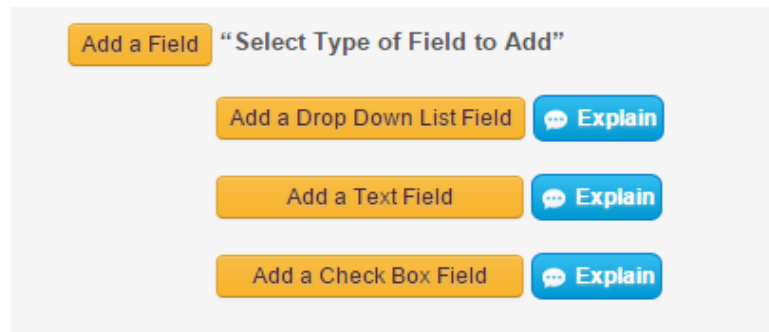 Add a Field “Select Type of Field to Add”
Add a Drop Down List Field Explain
Add a Text Field Explain
Add a Check Box Field Explain